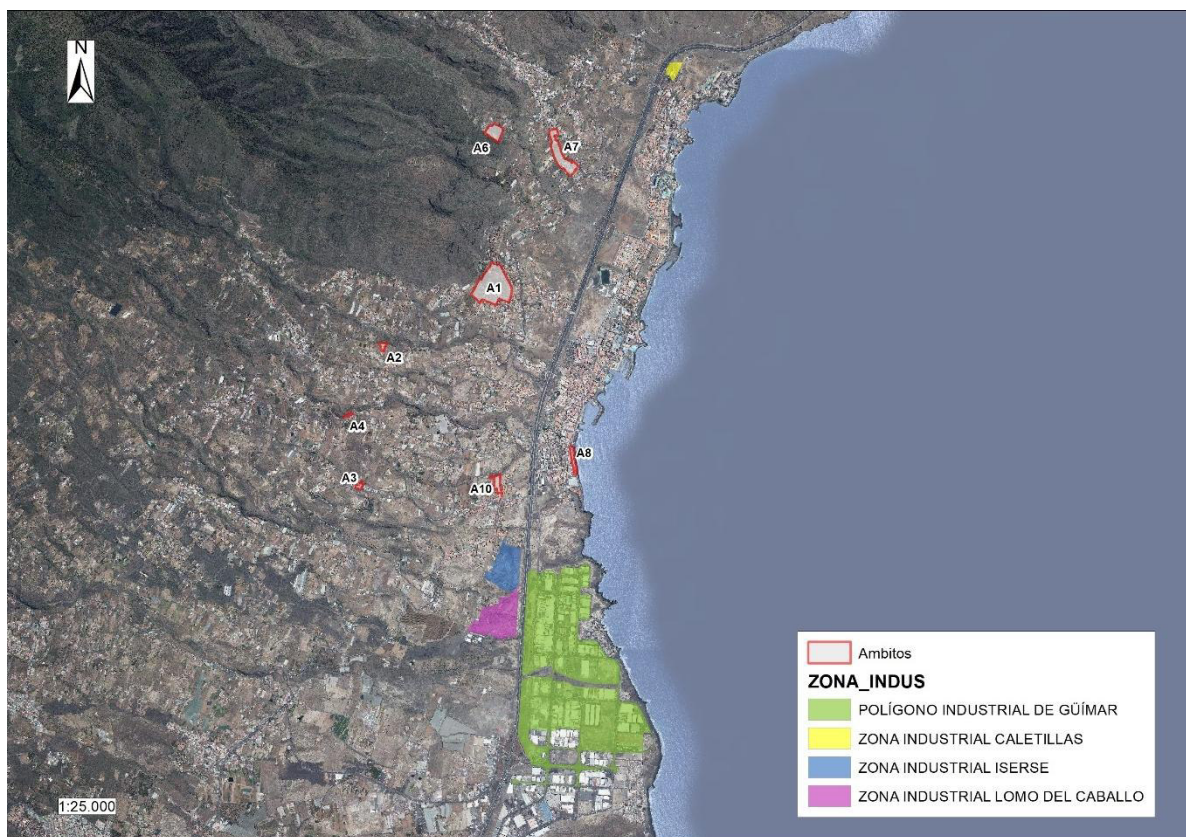 N
A6
A7
A1
A2
A4
A8
A3
A10
Ambitos
ZONA_INDUS
POLÍGONO INDUSTRIAL DE GÜÍMAR
ZONA INDUSTRIAL CALETILLAS
ZONA INDUSTRIAL ISERSE
ZONA INDUSTRIAL LOMO DEL CABALLO
1:25.000